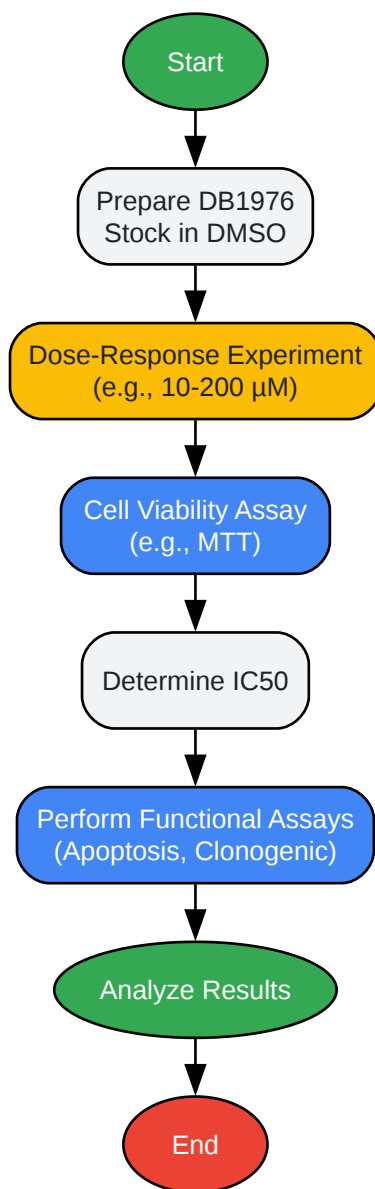 Start
Prepare DB1976
Stock in DMSO
Dose-Response Experiment
(e.g., 10-200 µM)
Cell Viability Assay
(e.g., MTT)
Determine IC50
Perform Functional Assays
(Apoptosis, Clonogenic)
Analyze Results
End